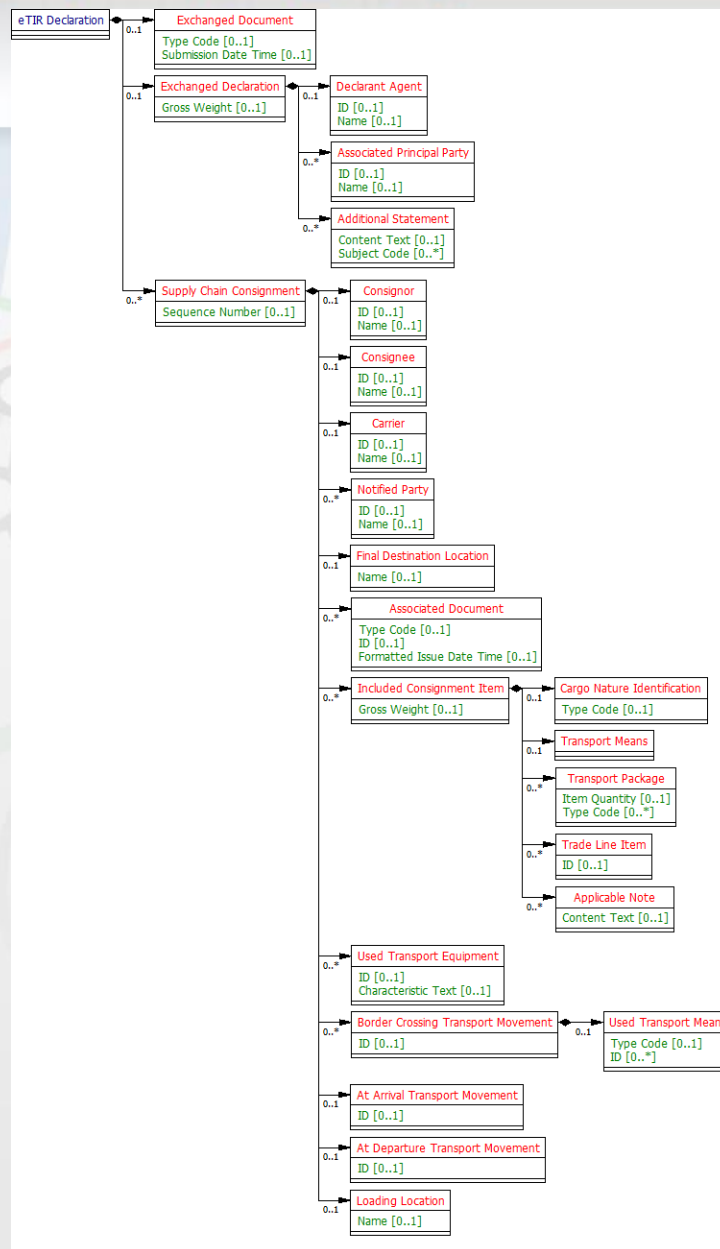 eTIR Declaration
0..1
Exchanged Document
Type Code [0..1]
Submission Date Time [0..1]
0..1
Exchanged Declaration
Gross Weight [0..1]
0..1
Declarant Agent
ID [0..1]
Name [0..1]
0..*
Associated Principal Party
ID [0..1]
Name [0..1]
0..*
Additional Statement
Content Text [0..1]
Subject Code [0..*]
0..*
Supply Chain Consignment
Sequence Number [0..1]
0..1
Consignor
ID [0..1]
Name [0..1]
0..1
Consignee
ID [0..1]
Name [0..1]
0..1
Carrier
ID [0..1]
Name [0..1]
0..*
Notified Party
ID [0..1]
Name [0..1]
0..1
Final Destination Location
Name [0..1]
0..*
Associated Document
Type Code [0..1]
ID [0..1]
Formatted Issue Date Time [0..1]
0..*
Included Consignment Item
Gross Weight [0..1]
0..1
Cargo Nature Identification
Type Code [0..1]
0..1
Transport Means
0..*
Transport Package
Item Quantity [0..1]
Type Code [0..*]
0..*
Trade Line Item
ID [0..1]
0..*
Applicable Note
Content Text [0..1]
0..*
Used Transport Equipment
ID [0..1]
Characteristic Text [0..1]
0..*
Border Crossing Transport Movement
ID [0..1]
0..1
Used Transport Mean
Type Code [0..1]
ID [0..*]
0..1
At Arrival Transport Movement
ID [0..1]
0..1
At Departure Transport Movement
ID [0..1]
0..1
Loading Location
Name [0..1]